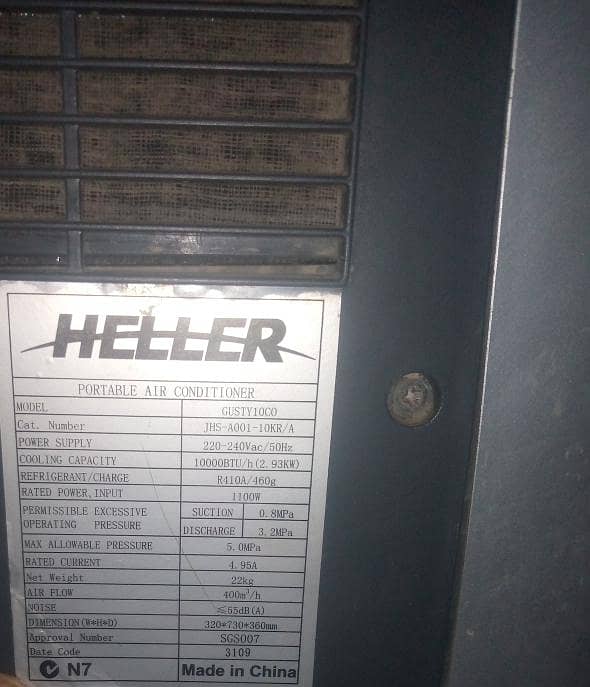 HELLER
PORTABLE AIR CONDITIONER
MODEL GUSTY10CO
Cat. Number JHS-A001-10KR/A
POWER SUPPLY 220-240Vac/50Hz
COOLING CAPACITY 10000BTU/h(2.93KW)
REFRIGERANT/CHARGE R410A/460g
RATED POWER,INPUT 1100W
PERMISSIBLE EXCESSIVE OPERATING PRESSURE SUCTION 0.8MPa
DISCHARGE 3.2MPa
MAX ALLOWABLE PRESSURE 5.0MPa
RATED CURRENT 4.95A
Net Weight 22kg
AIR FLOW 400m³/h
NOISE ≤55dB(A)
DIMENSION(W*H*D) 320*730*360mm
Approval Number SGS007
Date Code 3109
N7 Made in China